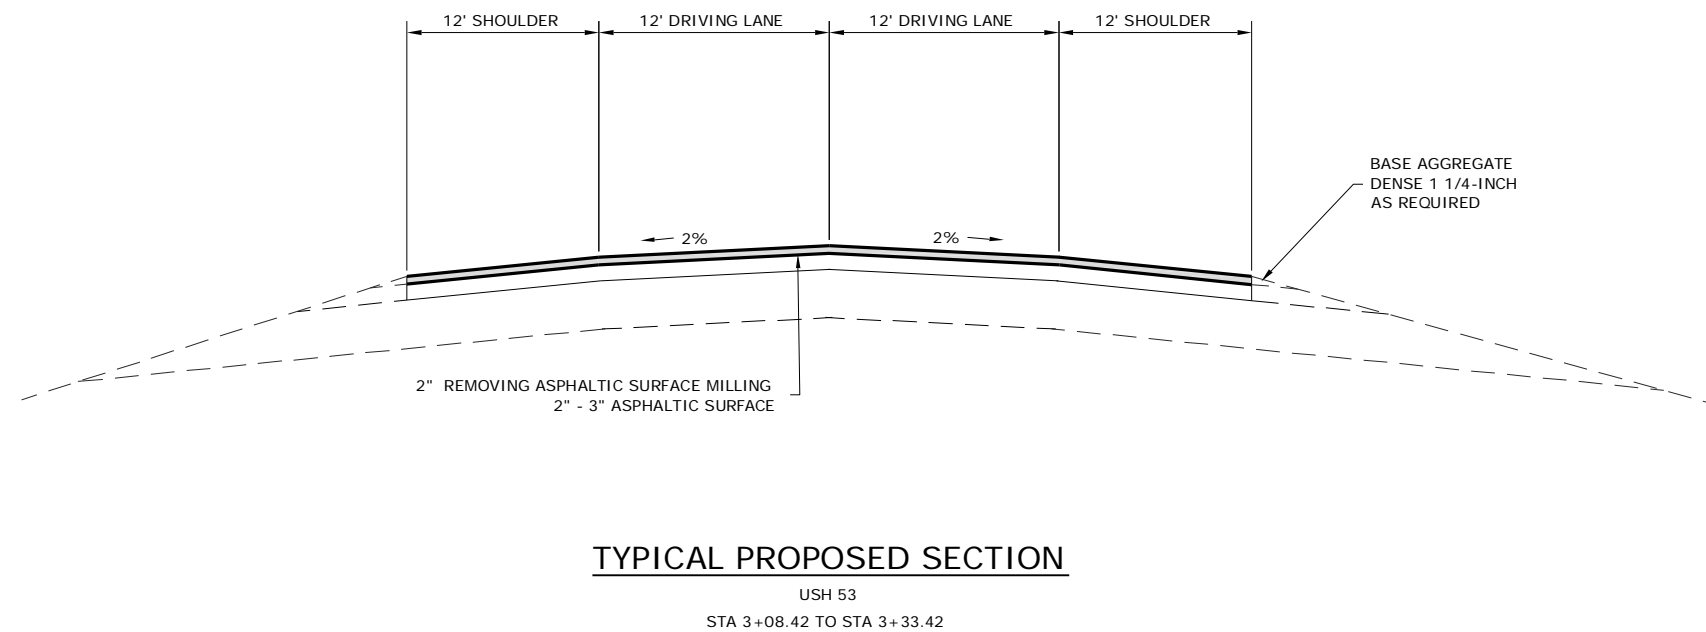 12' SHOULDER
12' DRIVING LANE
12' DRIVING LANE
12' SHOULDER
BASE AGGREGATE
DENSE 1 1/4-INCH
AS REQUIRED
2%
2%
2" REMOVING ASPHALTIC SURFACE MILLING
2" - 3" ASPHALTIC SURFACE
TYPICAL PROPOSED SECTION
USH 53
STA 3+08.42 TO STA 3+33.42